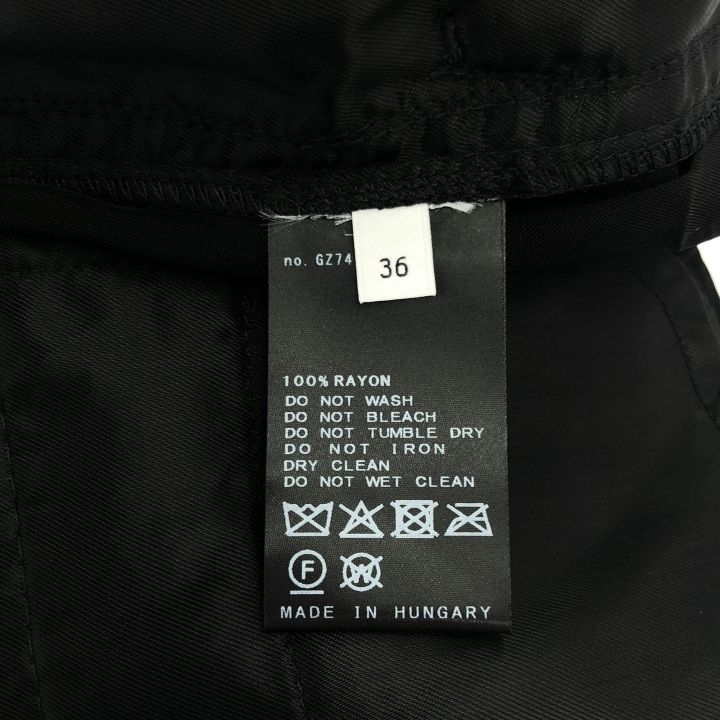 no. GZ74
36
100% RAYON
DO NOT WASH
DO NOT BLEACH
DO NOT TUMBLE DRY
DO NOT IRON
DRY CLEAN
DO NOT WET CLEAN
F W
MADE IN HUNGARY